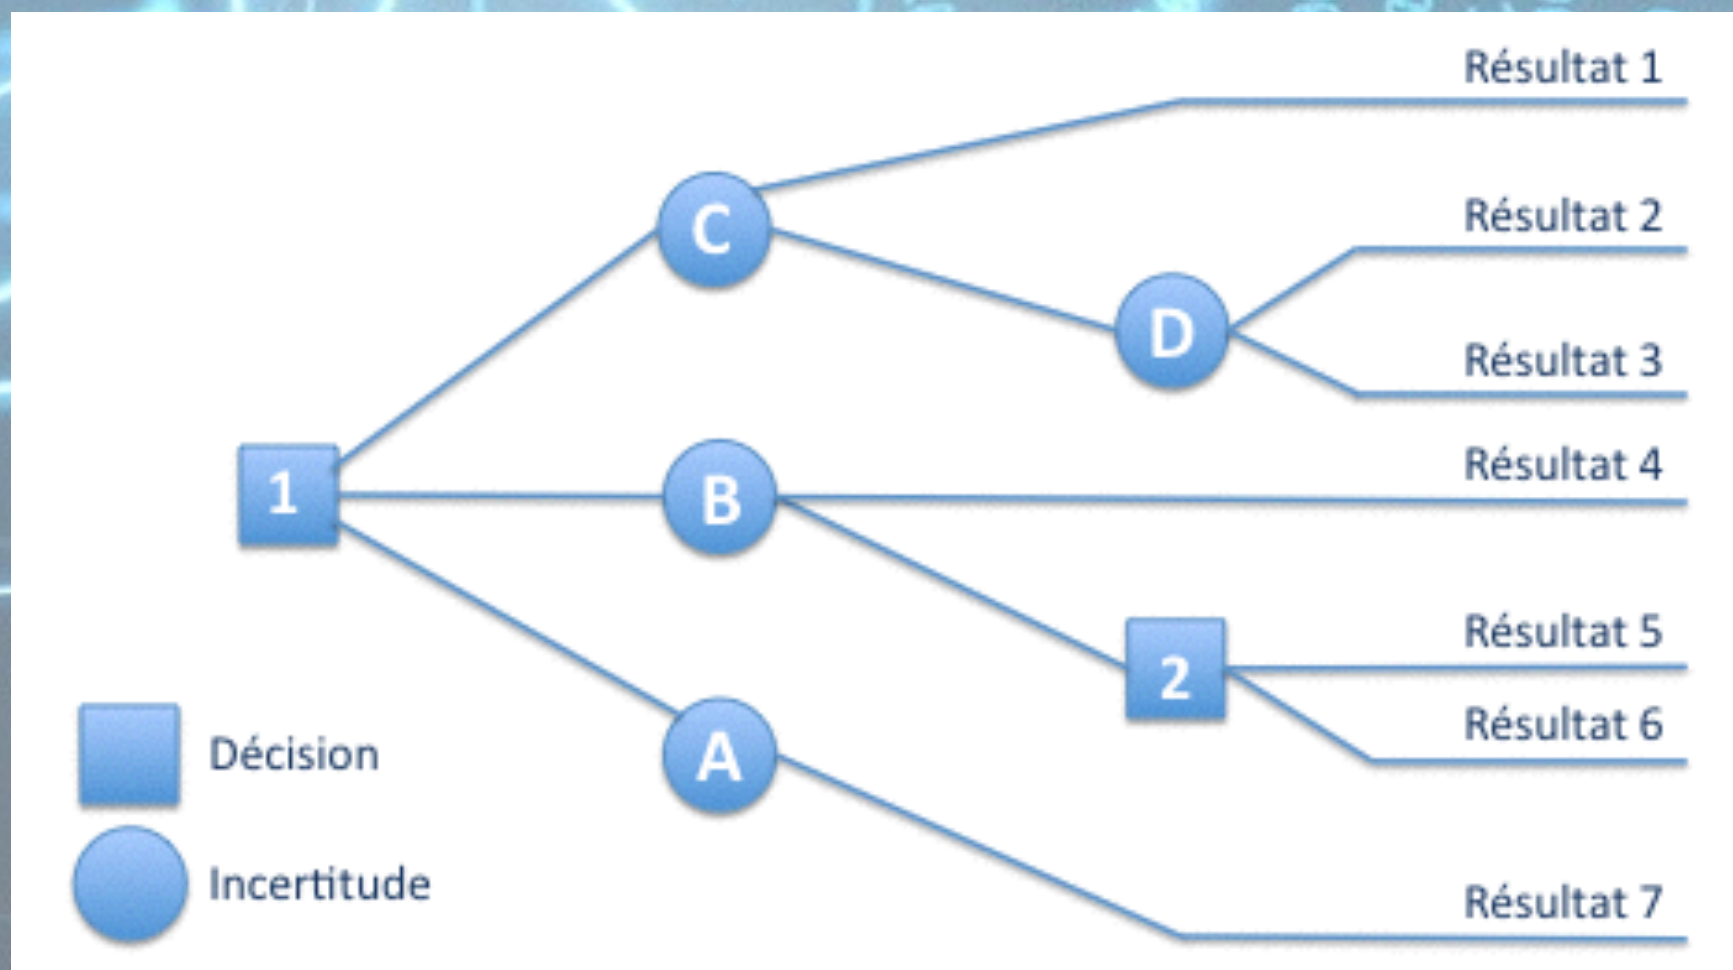 Résultat 1
C
Résultat 2
D
Résultat 3
1
B
Résultat 4
2
Résultat 5
Résultat 6
A
Résultat 7
Décision
Incertitude